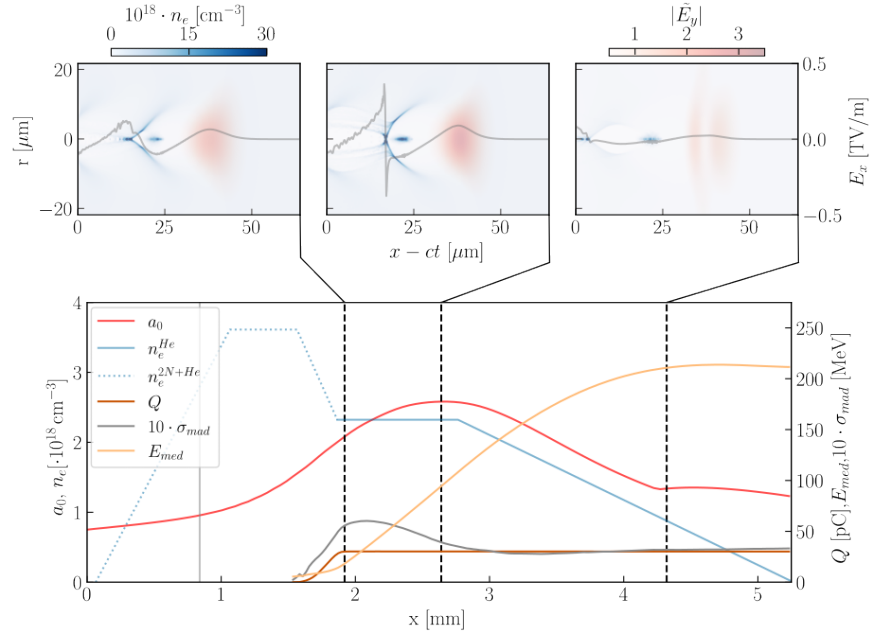 10^18 · n_e [cm^−3]
|Ẽ_y|
0 15 30
1 2 3
20
0
−20
r [μm]
0.5
0.0
−0.5
E_x [TV/m]
0 25 50
0 25 50
0 25 50
x − ct [μm]
a_0
n_e^He
n_e^2N+He
Q
10 · σ_mad
E_med
4
3
2
1
0
a_0, n_e[·10^18 cm^−3]
250
200
150
100
50
0
Q [pC],E_med,10 · σ_mad [MeV]
0 1 2 3 4 5
x [mm]